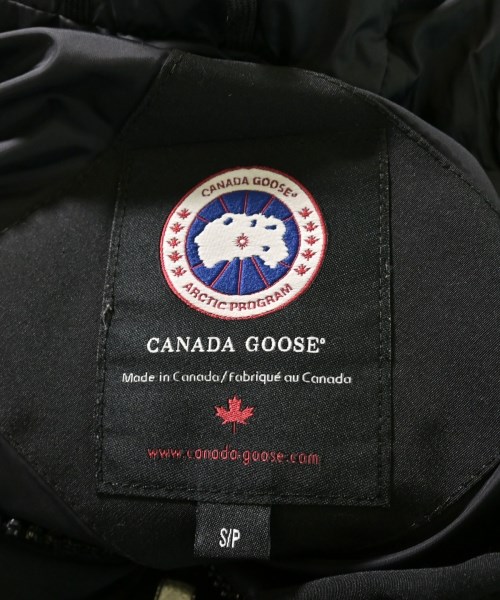 CANADA GOOSE®
ARCTIC PROGRAM
CANADA GOOSE®
Made in Canada/Fabriqué au Canada
www.canada-goose.com
S/P